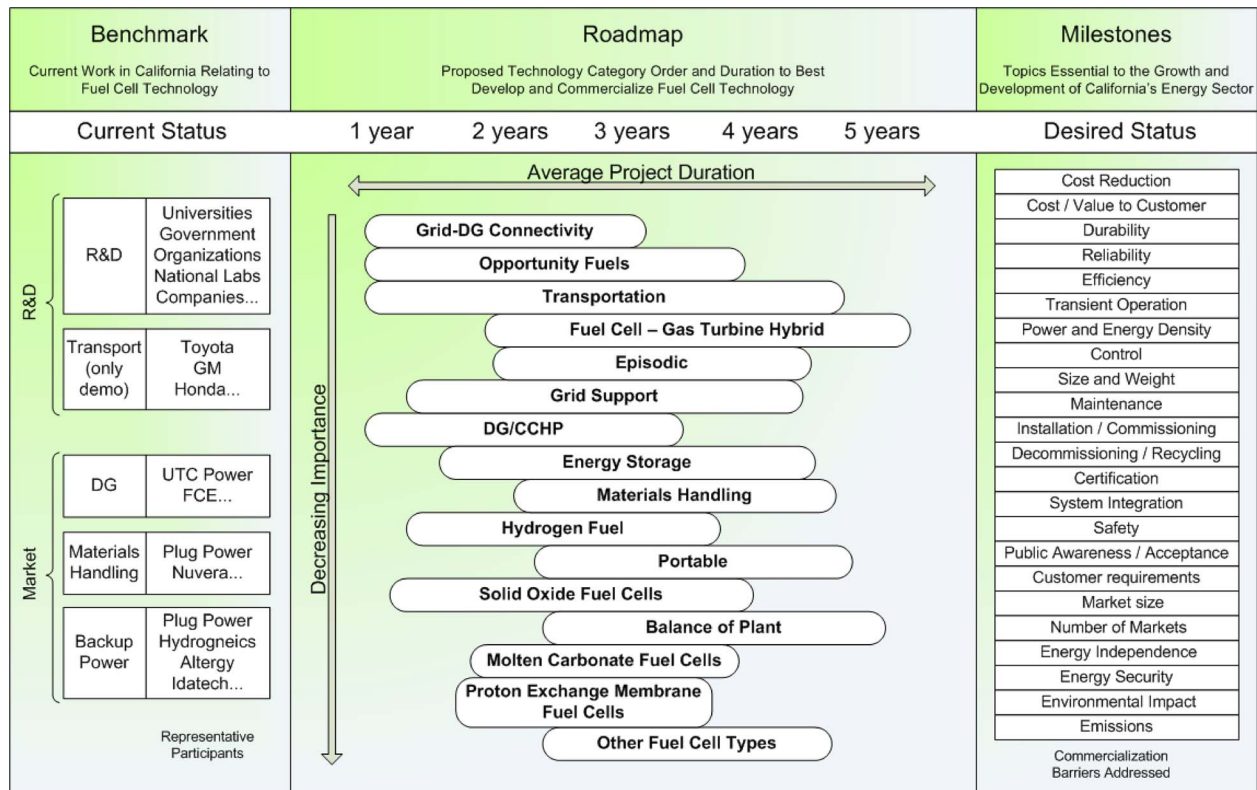 Benchmark
Current Work in California Relating to
Fuel Cell Technology
Roadmap
Proposed Technology Category Order and Duration to Best
Develop and Commercialize Fuel Cell Technology
Milestones
Topics Essential to the Growth and
Development of California's Energy Sector
Current Status
1 year
2 years
3 years
4 years
5 years
Desired Status
R&D
R&D
Universities
Government
Organizations
National Labs
Companies...
Transport
(only
demo)
Toyota
GM
Honda...
Market
DG
UTC Power
FCE...
Materials
Handling
Plug Power
Nuvera...
Backup
Power
Plug Power
Hydrogneics
Altergy
Idatech...
Representative
Participants
Average Project Duration
Decreasing Importance
Grid-DG Connectivity
Opportunity Fuels
Transportation
Fuel Cell – Gas Turbine Hybrid
Episodic
Grid Support
DG/CCHP
Energy Storage
Materials Handling
Hydrogen Fuel
Portable
Solid Oxide Fuel Cells
Balance of Plant
Molten Carbonate Fuel Cells
Proton Exchange Membrane
Fuel Cells
Other Fuel Cell Types
Cost Reduction
Cost / Value to Customer
Durability
Reliability
Efficiency
Transient Operation
Power and Energy Density
Control
Size and Weight
Maintenance
Installation / Commissioning
Decommissioning / Recycling
Certification
System Integration
Safety
Public Awareness / Acceptance
Customer requirements
Market size
Number of Markets
Energy Independence
Energy Security
Environmental Impact
Emissions
Commercialization
Barriers Addressed